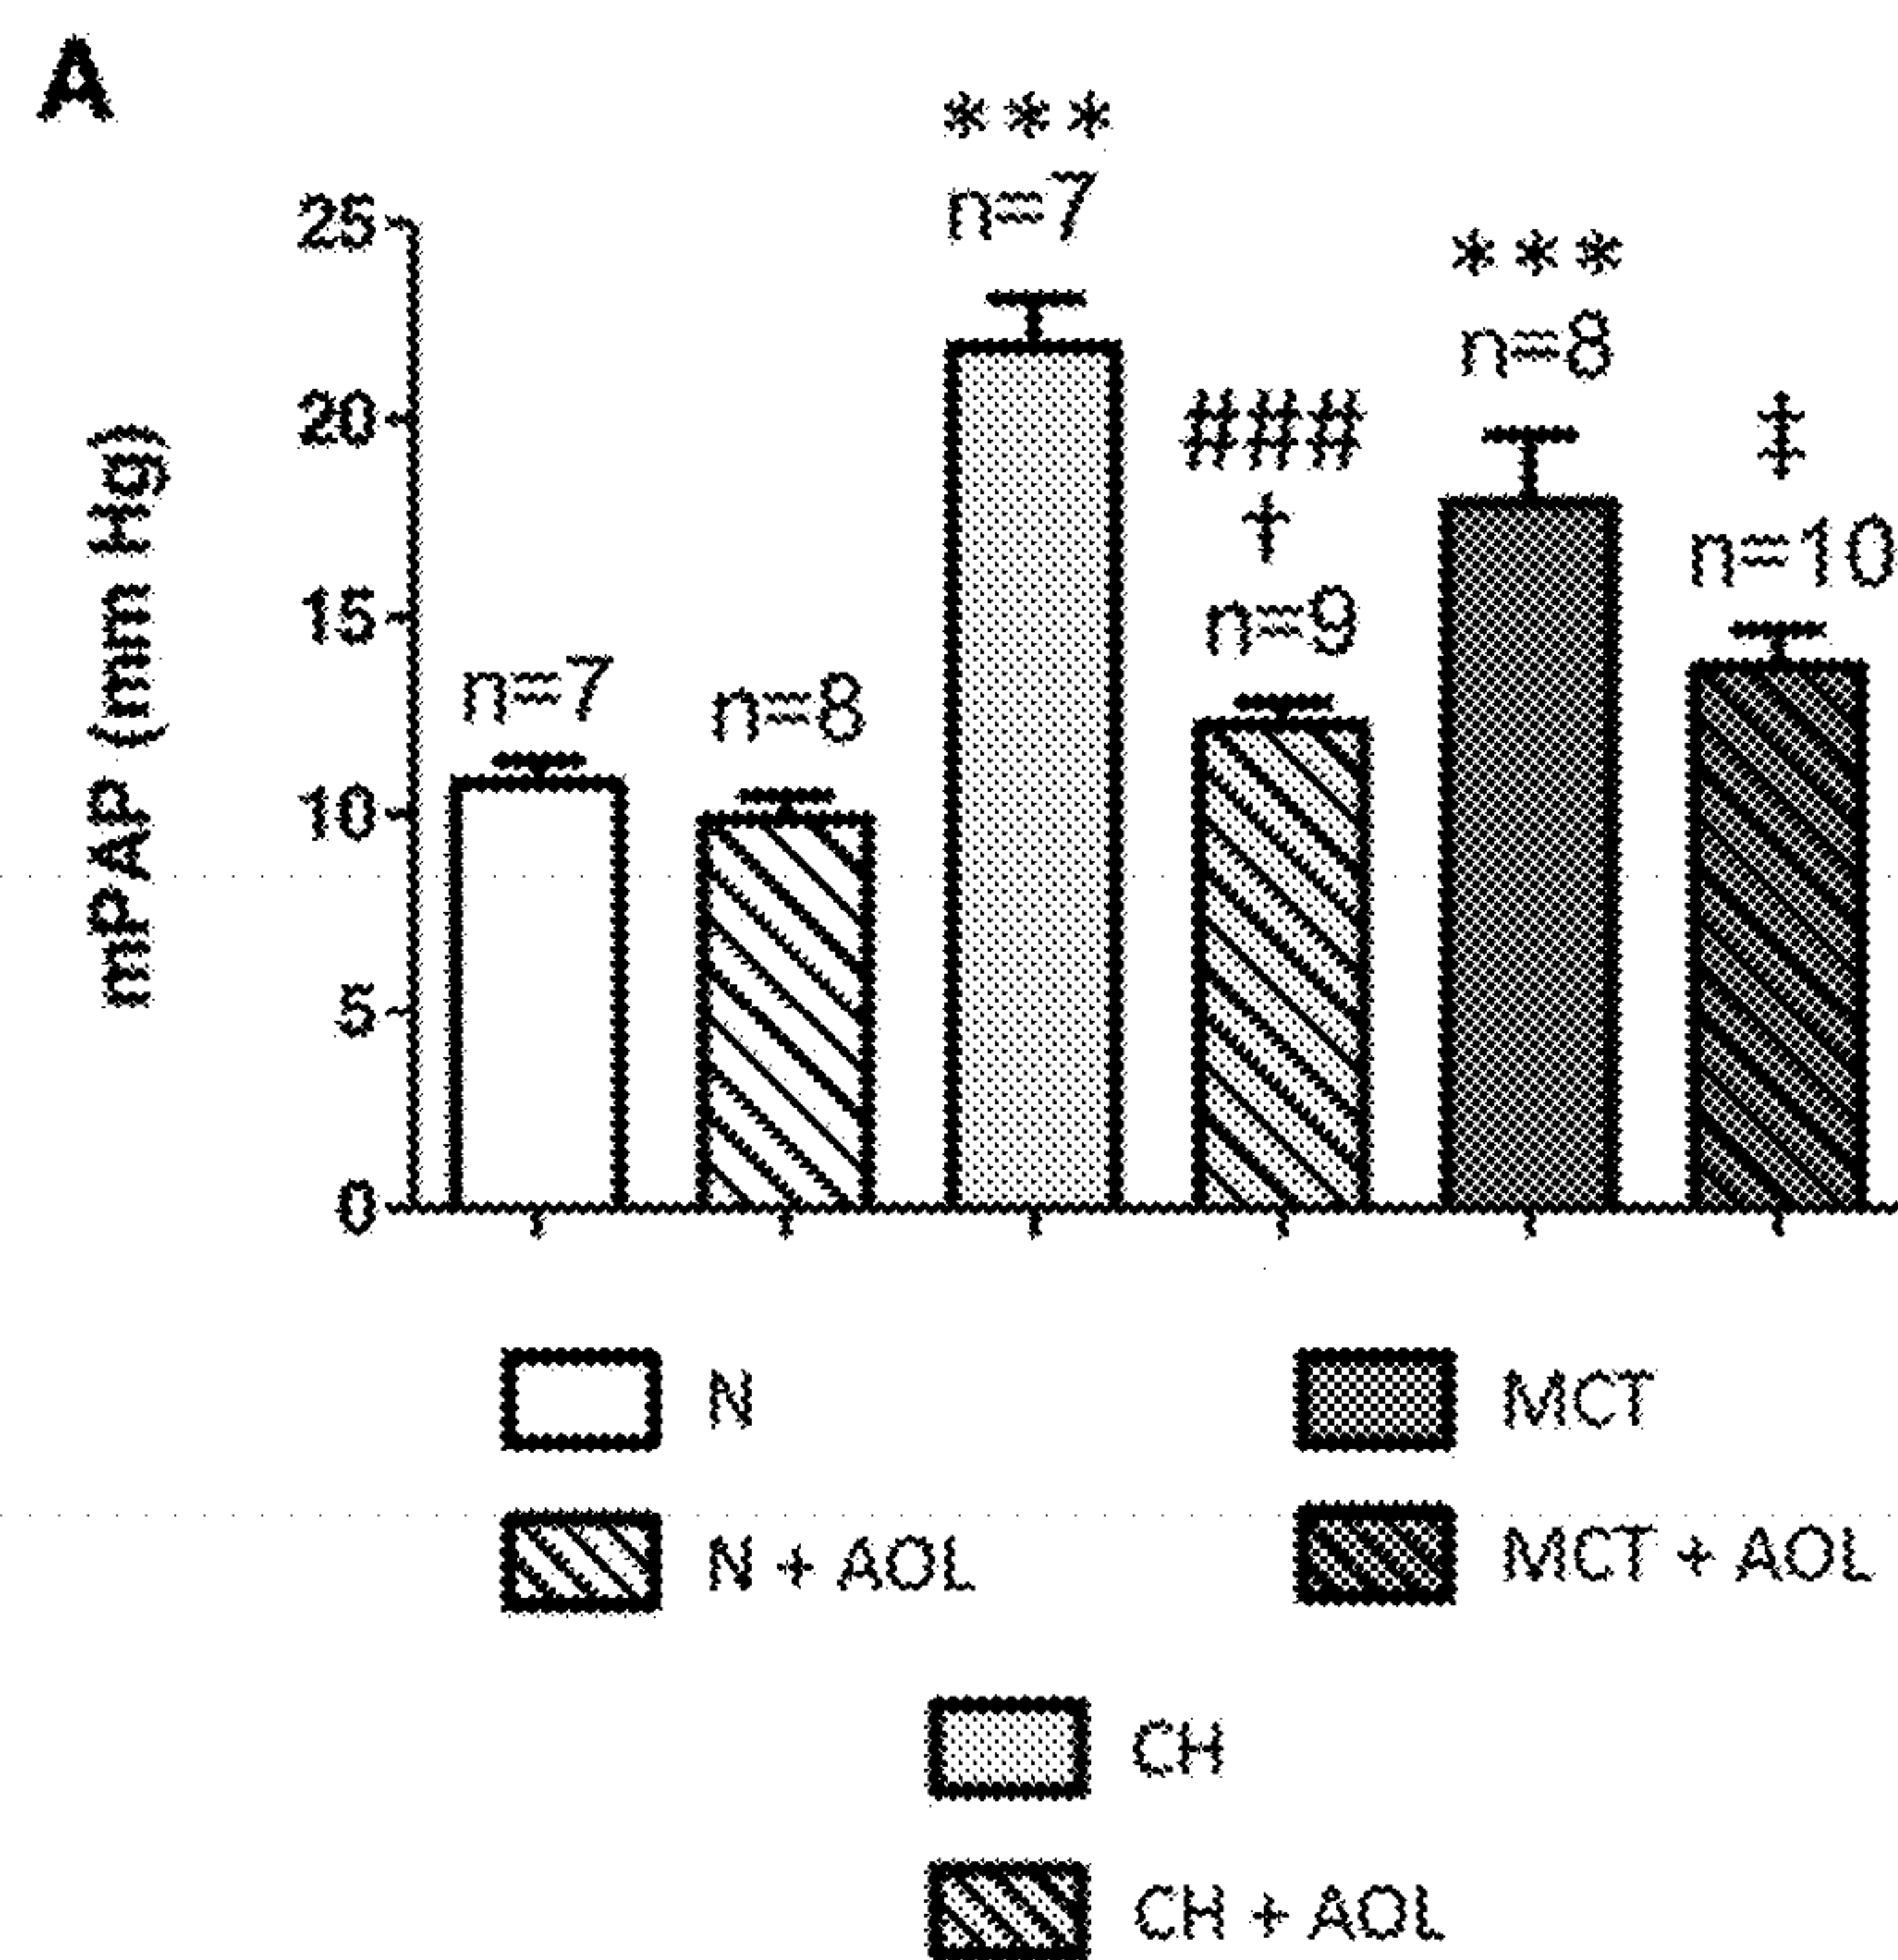 A
***
n=7
25
***
n=8
20
###
‡
†
n=10
15
n=9
n=7
n=8
10
5
0
mPAP (mm Hg)
N
MCT
N + AOL
MCT + AOL
CH
CH + AOL